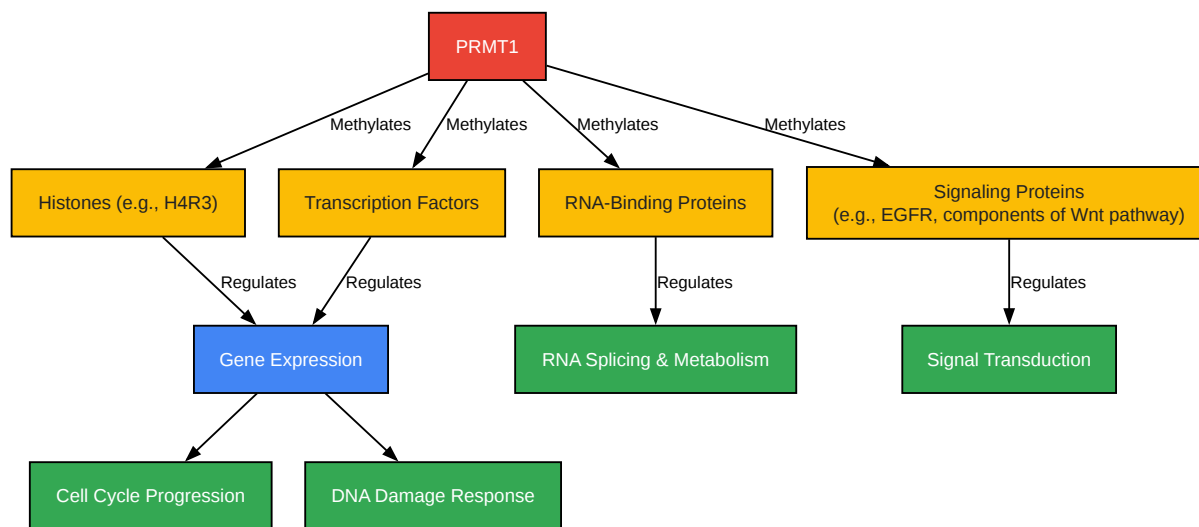 PRMT1
Methylates
Methylates
Methylates
Methylates
Histones (e.g., H4R3)
Transcription Factors
RNA-Binding Proteins
Signaling Proteins
(e.g., EGFR, components of Wnt pathway)
Regulates
Regulates
Regulates
Regulates
Gene Expression
RNA Splicing & Metabolism
Signal Transduction
Cell Cycle Progression
DNA Damage Response